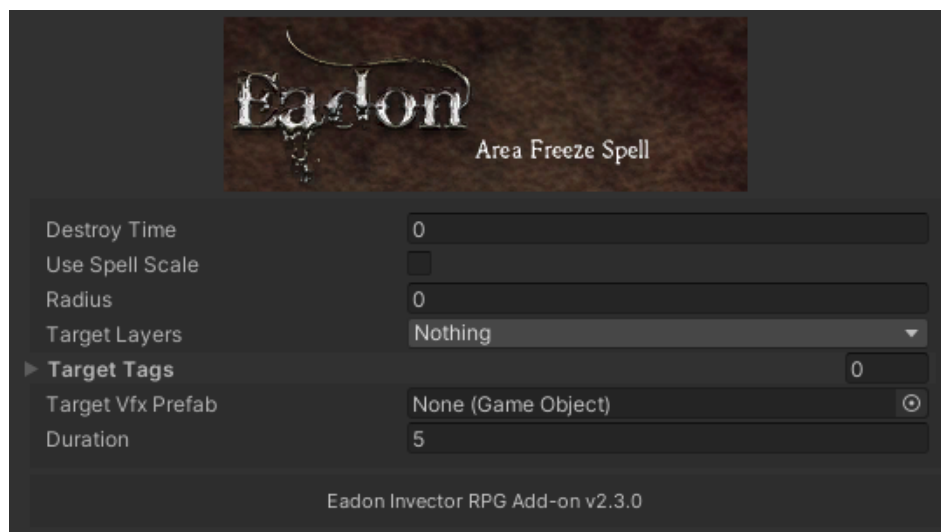 Eadon
Area Freeze Spell
Destroy Time 0
Use Spell Scale
Radius 0
Target Layers Nothing
Target Tags 0
Target Vfx Prefab None (Game Object)
Duration 5
Eadon Invector RPG Add-on v2.3.0